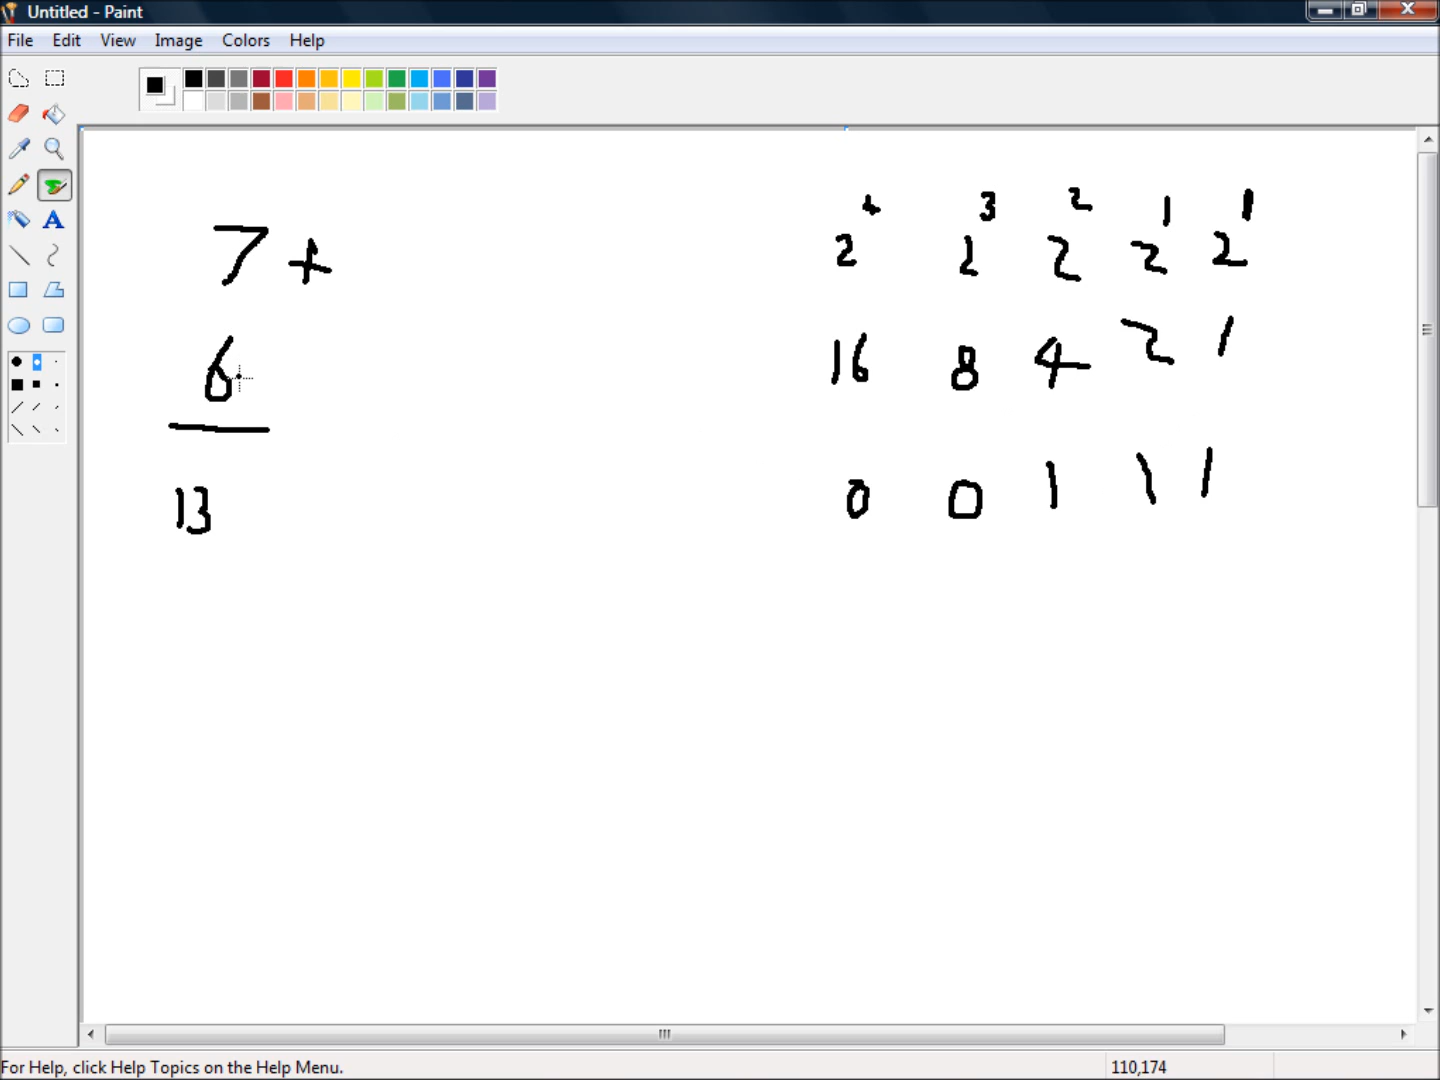 Untitled - Paint
File Edit View Image Colors Help
4 3 2 1 1
7 + 2 2 2 2 2
6 16 8 4 2 1
13 0 0 1 1 1
For Help, click Help Topics on the Help Menu.
110,174